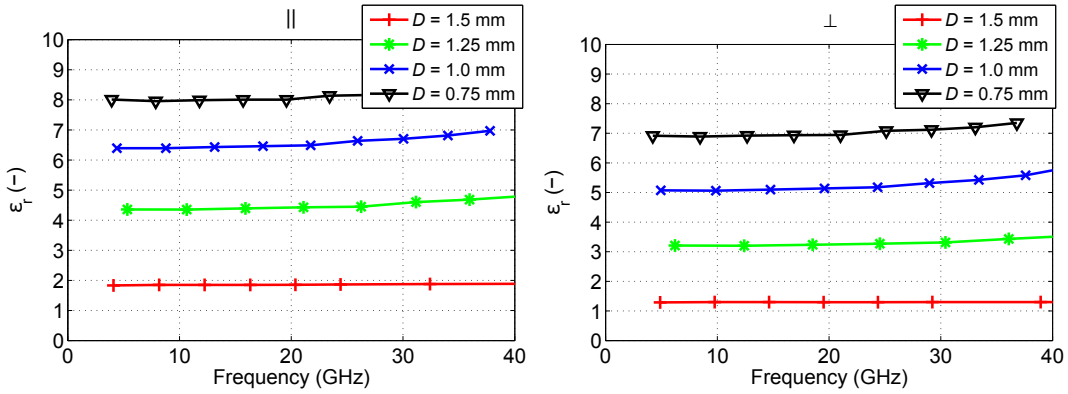 ||
D = 1.5 mm
D = 1.25 mm
D = 1.0 mm
D = 0.75 mm
10
9
8
7
6
5
4
3
2
1
0
εr (−)
0 10 20 30 40
Frequency (GHz)
⊥
D = 1.5 mm
D = 1.25 mm
D = 1.0 mm
D = 0.75 mm
10
9
8
7
6
5
4
3
2
1
0
εr (−)
0 10 20 30 40
Frequency (GHz)